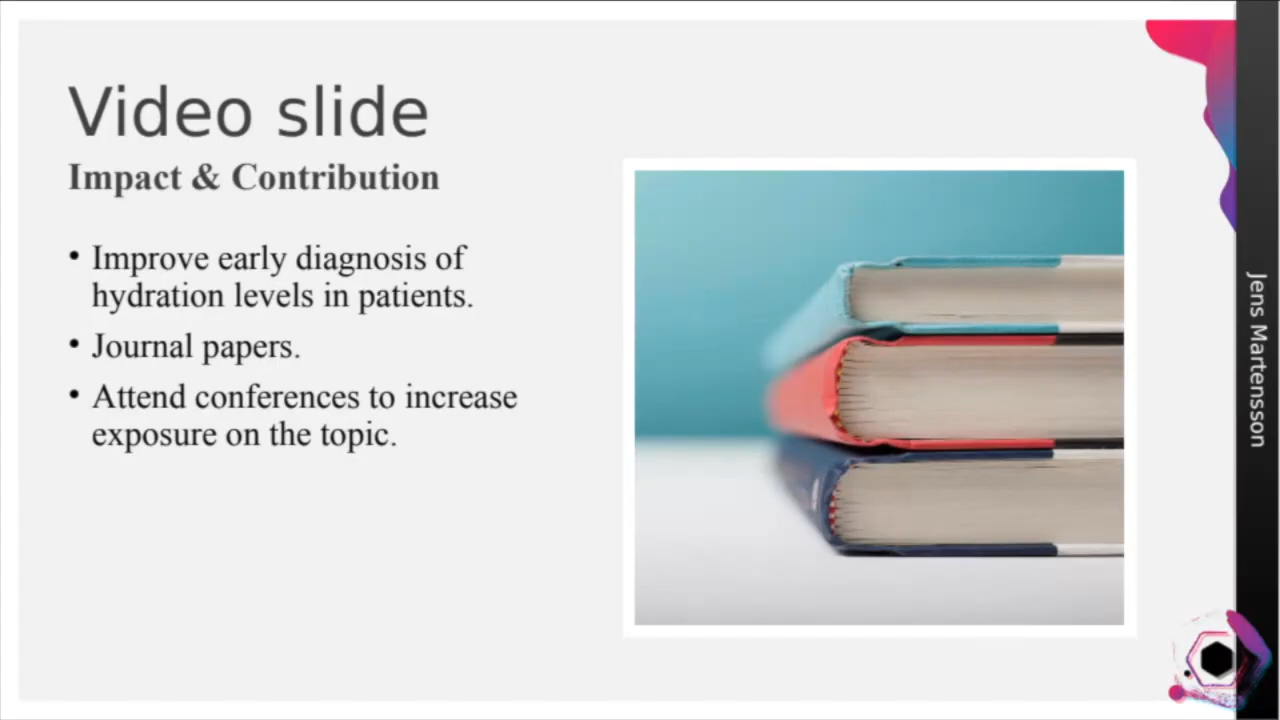 Video slide
Impact & Contribution
• Improve early diagnosis of
hydration levels in patients.
• Journal papers.
• Attend conferences to increase
exposure on the topic.
Jens Martensson